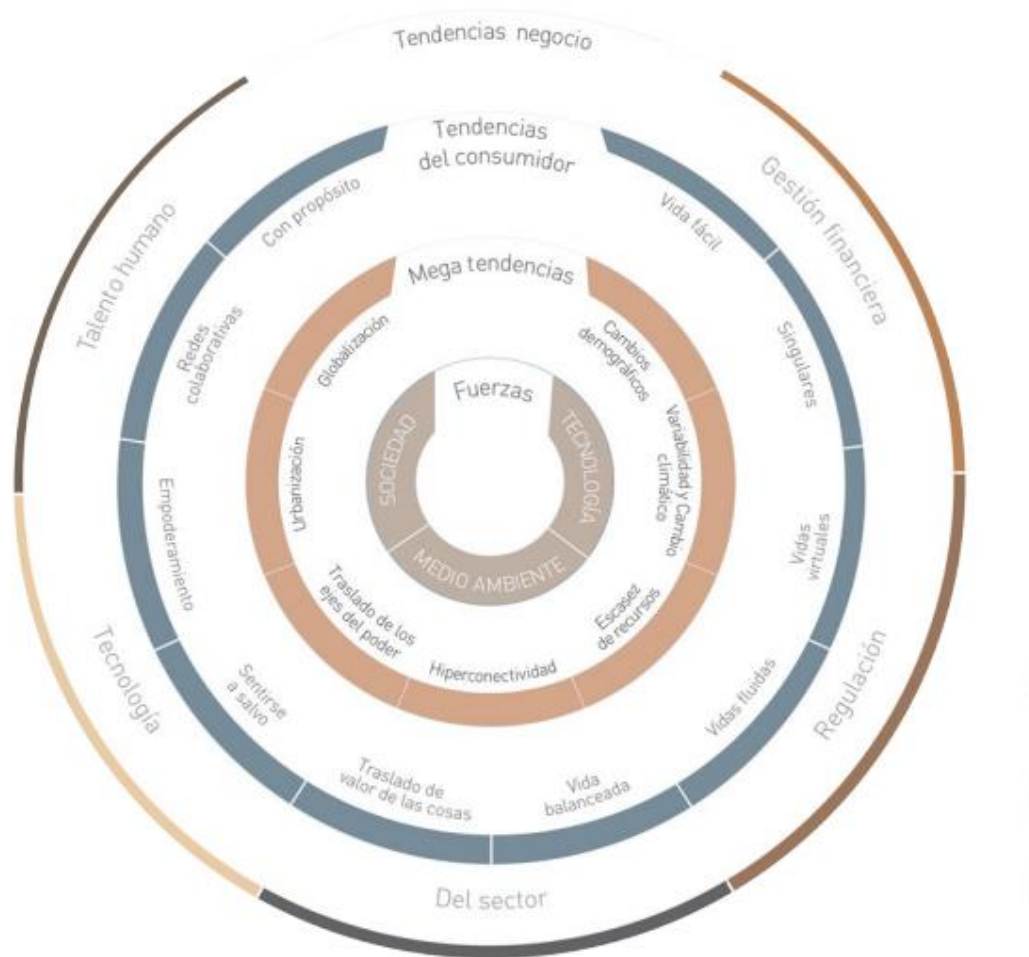 Tendencias negocio
Gestión financiera
Regulación
Del sector
Tecnología
Talento humano
Tendencias
del consumidor
Vida fácil
Singulares
Vidas
virtuales
Vidas fluidas
Vida
balanceada
Traslado de
valor de las cosas
Sentirse
a salvo
Empoderamiento
Redes
colaborativas
Con propósito
Mega tendencias
Cambios
demográficos
Variabilidad y Cambio
climático
Escasez
de recursos
Hiperconectividad
Traslado de los
ejes del poder
Urbanización
Globalización
Fuerzas
TECNOLOGÍA
MEDIO AMBIENTE
SOCIEDAD